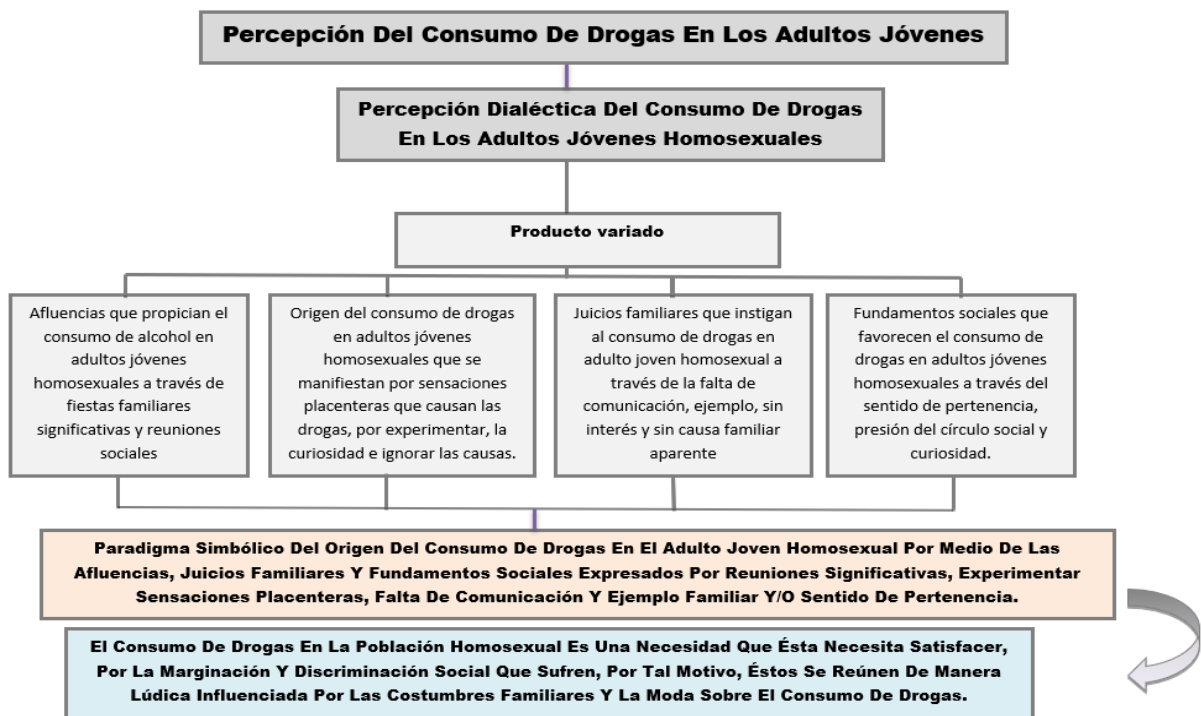 Percepción Del Consumo De Drogas En Los Adultos Jóvenes
Percepción Dialéctica Del Consumo De Drogas
En Los Adultos Jóvenes Homosexuales
Producto variado
Afluencias que propician el
consumo de alcohol en
adultos jóvenes
homosexuales a través de
fiestas familiares
significativas y reuniones
sociales
Origen del consumo de drogas
en adultos jóvenes
homosexuales que se
manifiestan por sensaciones
placenteras que causan las
drogas, por experimentar, la
curiosidad e ignorar las causas.
Juicios familiares que instigan
al consumo de drogas en
adulto joven homosexual a
través de la falta de
comunicación, ejemplo, sin
interés y sin causa familiar
aparente
Fundamentos sociales que
favorecen el consumo de
drogas en adultos jóvenes
homosexuales a través del
sentido de pertenencia,
presión del círculo social y
curiosidad.
Paradigma Simbólico Del Origen Del Consumo De Drogas En El Adulto Joven Homosexual Por Medio De Las
Afluencias, Juicios Familiares Y Fundamentos Sociales Expresados Por Reuniones Significativas, Experimentar
Sensaciones Placenteras, Falta De Comunicación Y Ejemplo Familiar Y/O Sentido De Pertenencia.
El Consumo De Drogas En La Población Homosexual Es Una Necesidad Que Ésta Necesita Satisfacer,
Por La Marginación Y Discriminación Social Que Sufren, Por Tal Motivo, Éstos Se Reúnen De Manera
Lúdica Influenciada Por Las Costumbres Familiares Y La Moda Sobre El Consumo De Drogas.